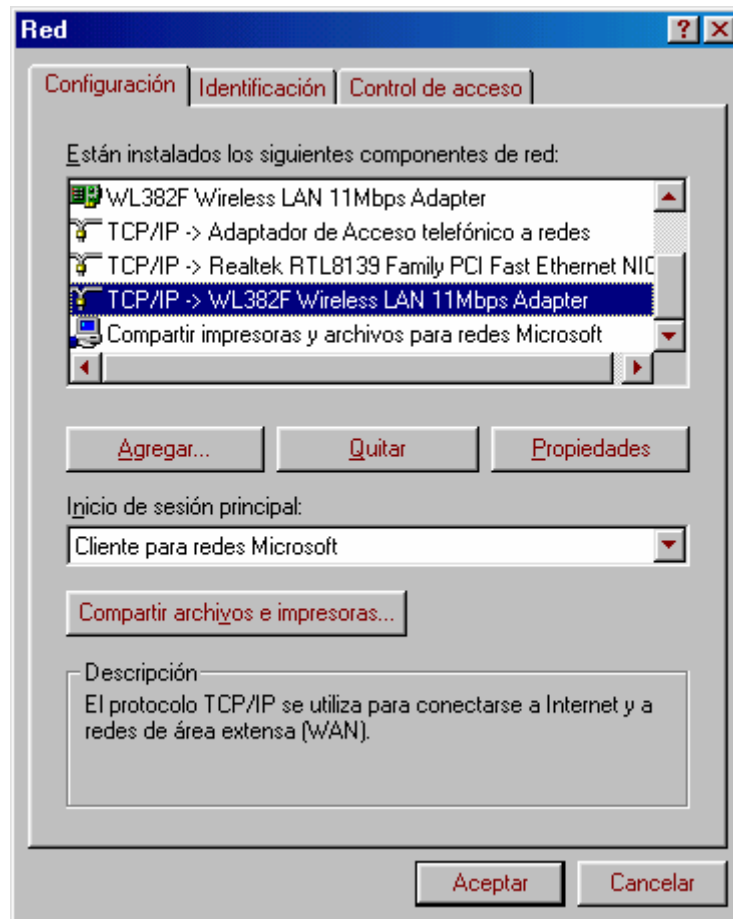 Red
Configuración Identificación Control de acceso
Están instalados los siguientes componentes de red:
WL382F Wireless LAN 11Mbps Adapter
TCP/IP -> Adaptador de Acceso telefónico a redes
TCP/IP -> Realtek RTL8139 Family PCI Fast Ethernet NIC
TCP/IP -> WL382F Wireless LAN 11Mbps Adapter
Compartir impresoras y archivos para redes Microsoft
Agregar... Quitar Propiedades
Inicio de sesión principal:
Cliente para redes Microsoft
Compartir archivos e impresoras...
Descripción
El protocolo TCP/IP se utiliza para conectarse a Internet y a
redes de área extensa (WAN).
Aceptar Cancelar